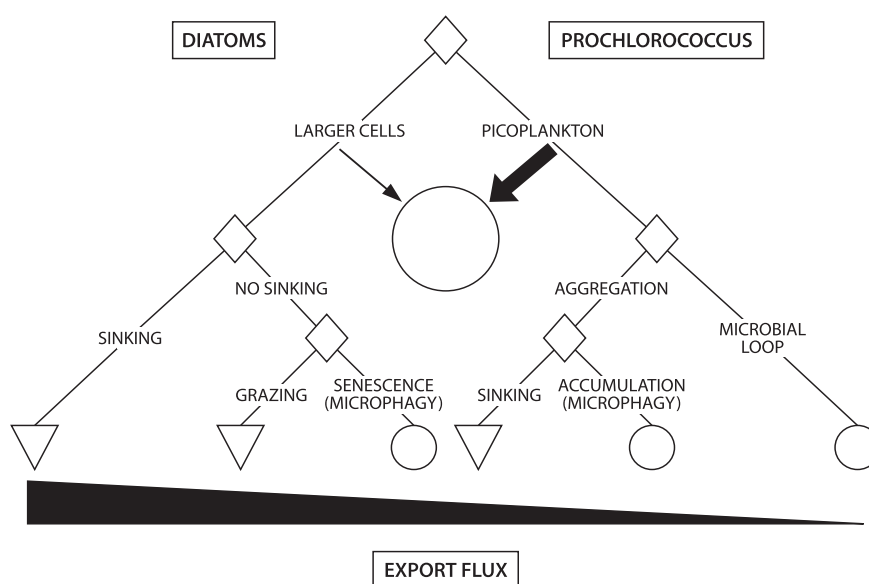 DIATOMS
PROCHLOROCOCCUS
LARGER CELLS
PICOPLANKTON
NO SINKING
AGGREGATION
SINKING
MICROBIAL
LOOP
GRAZING
SENESCENCE
(MICROPHAGY)
SINKING
ACCUMULATION
(MICROPHAGY)
EXPORT FLUX